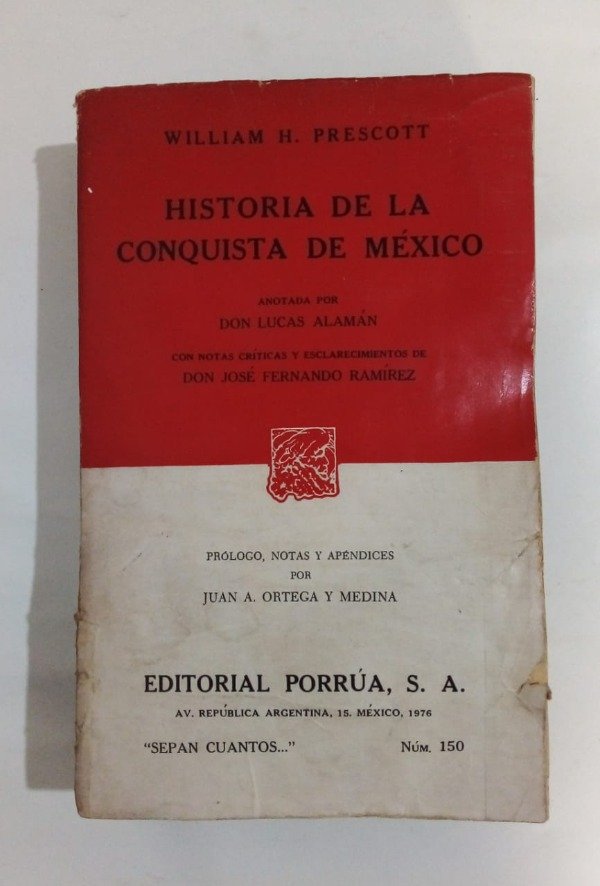 WILLIAM H. PRESCOTT
HISTORIA DE LA
CONQUISTA DE MÉXICO
ANOTADA POR
DON LUCAS ALAMÁN
CON NOTAS CRÍTICAS Y ESCLARECIMIENTOS DE
DON JOSÉ FERNANDO RAMÍREZ
PRÓLOGO, NOTAS Y APÉNDICES
POR
JUAN A. ORTEGA Y MEDINA
EDITORIAL PORRÚA, S. A.
AV. REPÚBLICA ARGENTINA, 15. MÉXICO, 1976
"SEPAN CUANTOS..." NÚM. 150